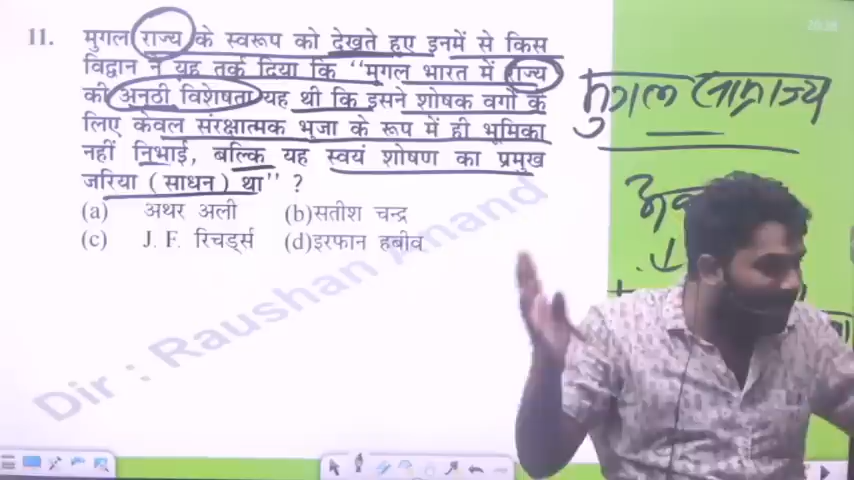 11. मुगल राज्य के स्वरूप को देखते हुए इनमें से किस
विद्वान ने यह तर्क दिया कि "मुगल भारत में राज्य
की अनठी विशेषता यह थी कि इसने शोषक वर्गों के
लिए केवल संरक्षात्मक भुजा के रूप में ही भूमिका
नहीं निभाई, बल्कि यह स्वयं शोषण का प्रमुख
जरिया (साधन) था" ?
(a) अथर अली (b) सतीश चन्द्र
(c) J. F. रिचर्ड्स (d) इरफान हबीव
मुगल साम्राज्य
Dir : Raushan Anand